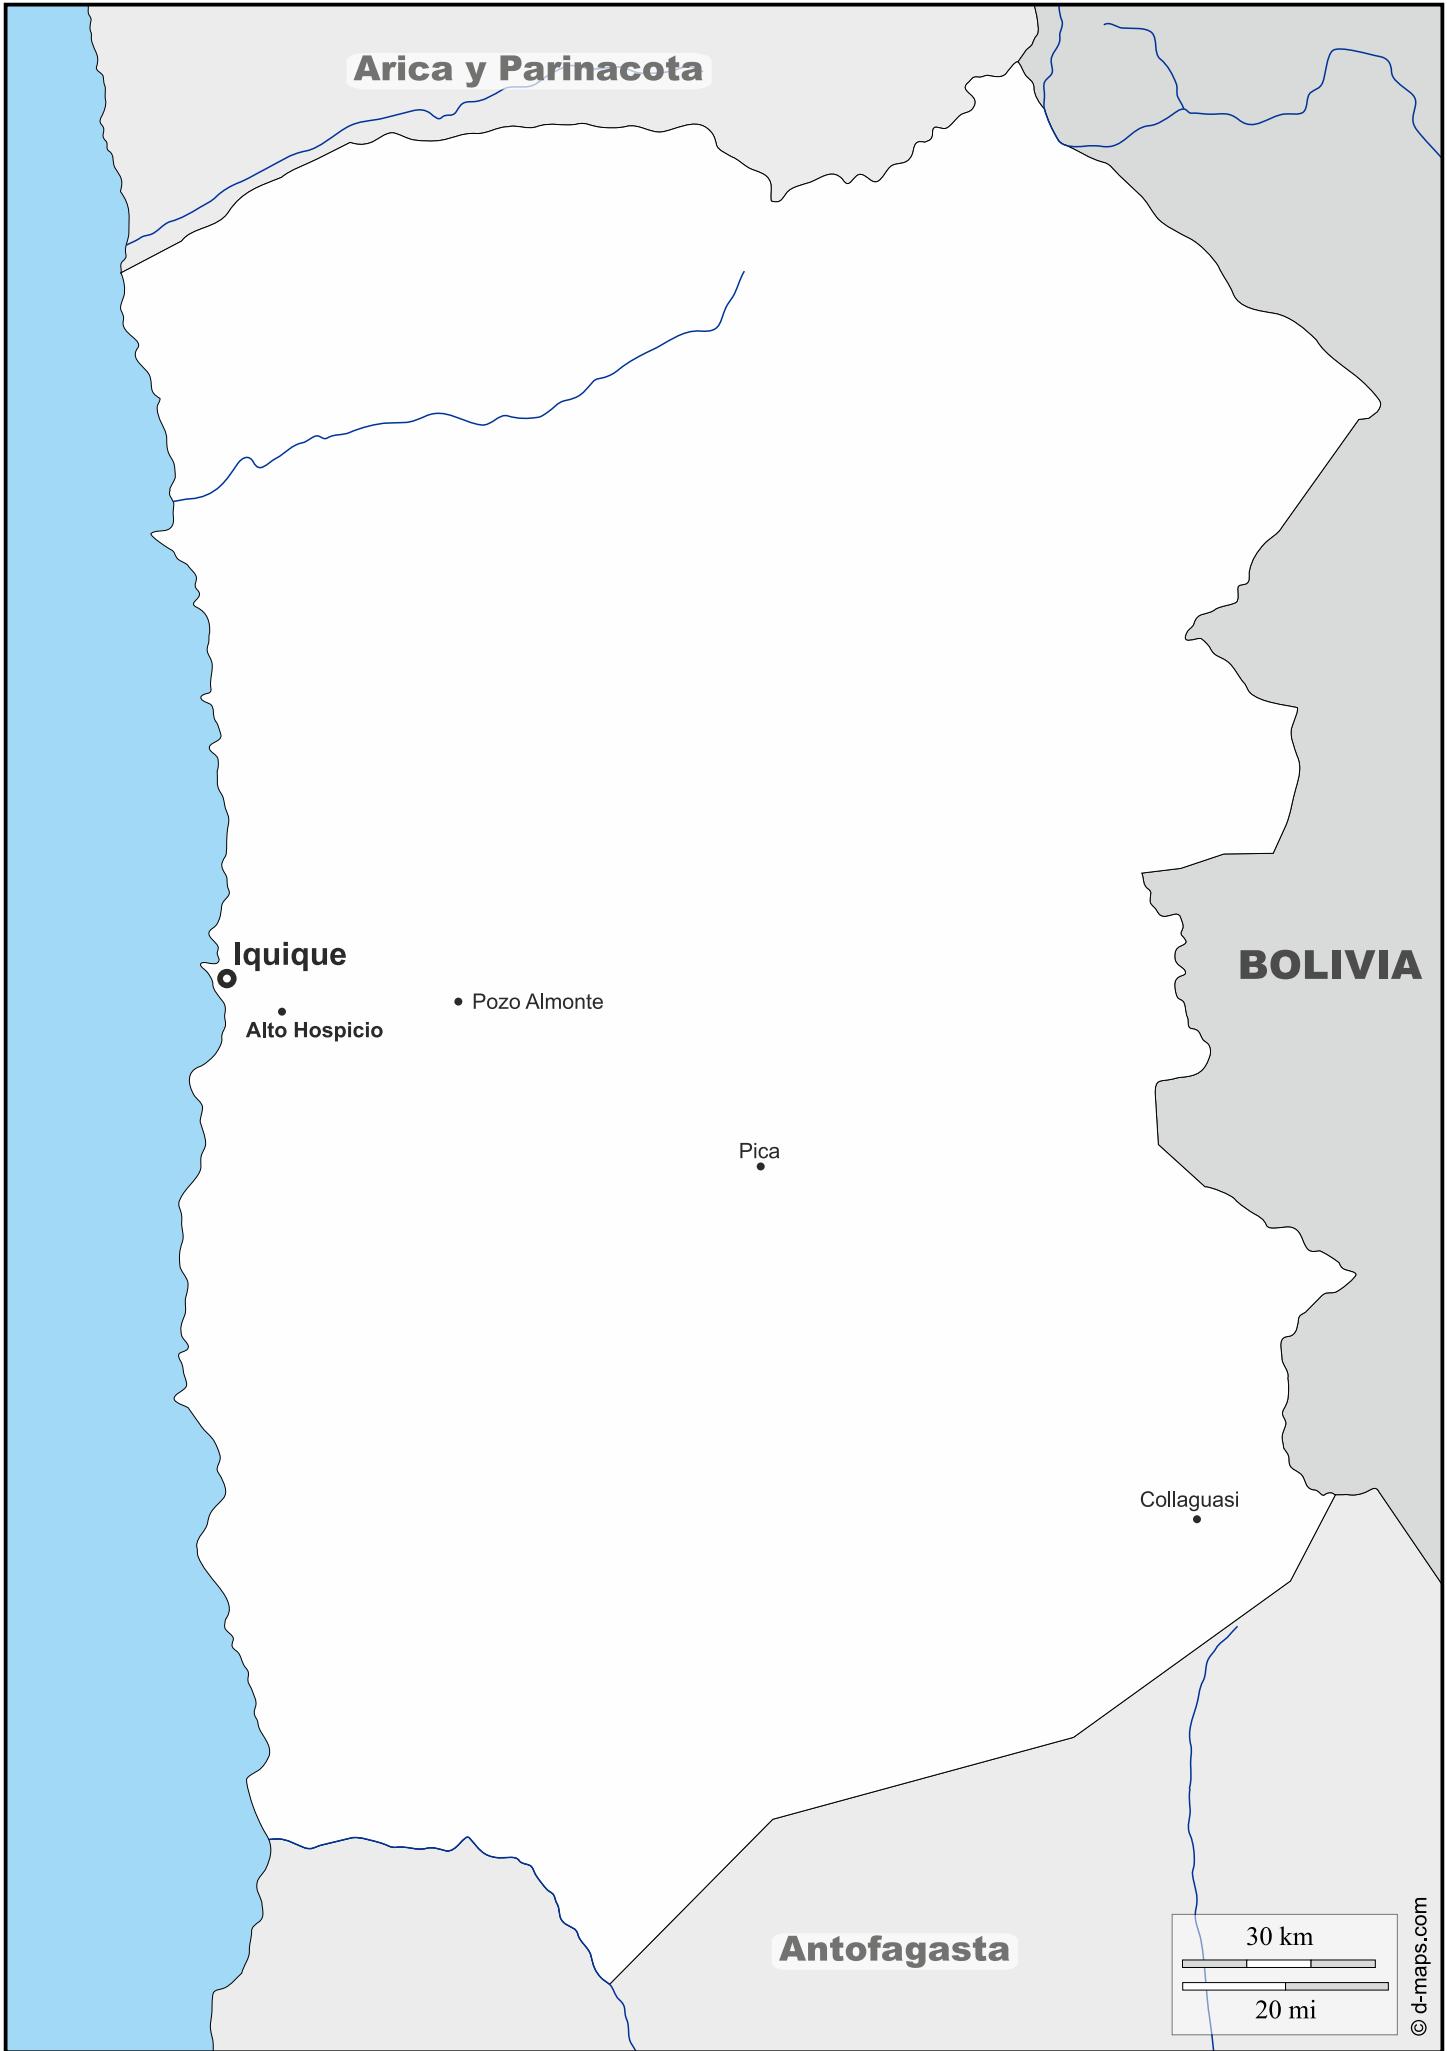 Arica y Parinacota
Iquique
BOLIVIA
Pozo Almonte
Alto Hospicio
Pica
Collaguasi
Antofagasta
30 km
20 mi
© d-maps.com